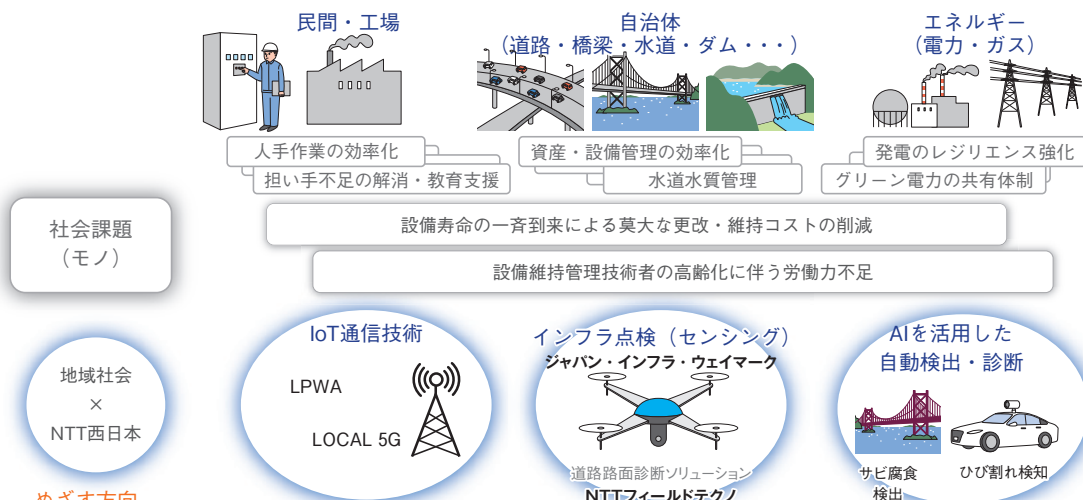 民間・工場
自治体
（道路・橋梁・水道・ダム・・・）
エネルギー
（電力・ガス）
人手作業の効率化
担い手不足の解消・教育支援
資産・設備管理の効率化
水道水質管理
発電のレジリエンス強化
グリーン電力の共有体制
社会課題
（モノ）
設備寿命の一斉到来による莫大な更改・維持コストの削減
設備維持管理技術者の高齢化に伴う労働力不足
地域社会
×
NTT西日本
IoT通信技術
LPWA
LOCAL 5G
インフラ点検（センシング）
ジャパン・インフラ・ウェイマーク
道路路面診断ソリューション
NTTフィールドテクノ
AIを活用した
自動検出・診断
サビ腐食
検出
ひび割れ検知
めざす方向